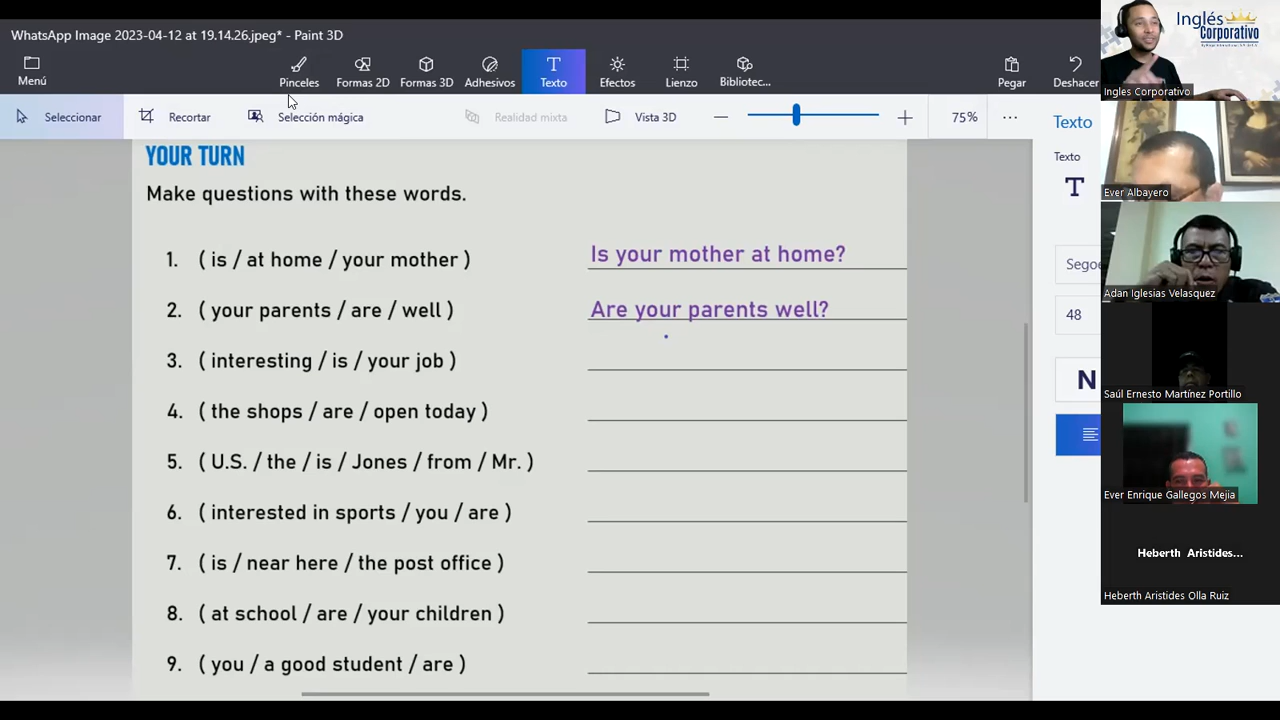 WhatsApp Image 2023-04-12 at 19.14.26.jpeg* - Paint 3D
Menú
Pinceles
Formas 2D
Formas 3D
Adhesivos
Texto
Efectos
Lienzo
Bibliotec...
Pegar
Deshacer
Seleccionar
Recortar
Selección mágica
Realidad mixta
Vista 3D
75%
YOUR TURN
Make questions with these words.
1. ( is / at home / your mother ) Is your mother at home?
2. ( your parents / are / well ) Are your parents well?
3. ( interesting / is / your job )
4. ( the shops / are / open today )
5. ( U.S. / the / is / Jones / from / Mr. )
6. ( interested in sports / you / are )
7. ( is / near here / the post office )
8. ( at school / are / your children )
9. ( you / a good student / are )
Texto
Texto
T
Segoe
48
N
Inglés
Corporativo
Ingles Corporativo
Ever Albayero
Adan Iglesias Velasquez
Saúl Ernesto Martínez Portillo
Ever Enrique Gallegos Mejia
Heberth Aristides...
Heberth Aristides Olla Ruiz